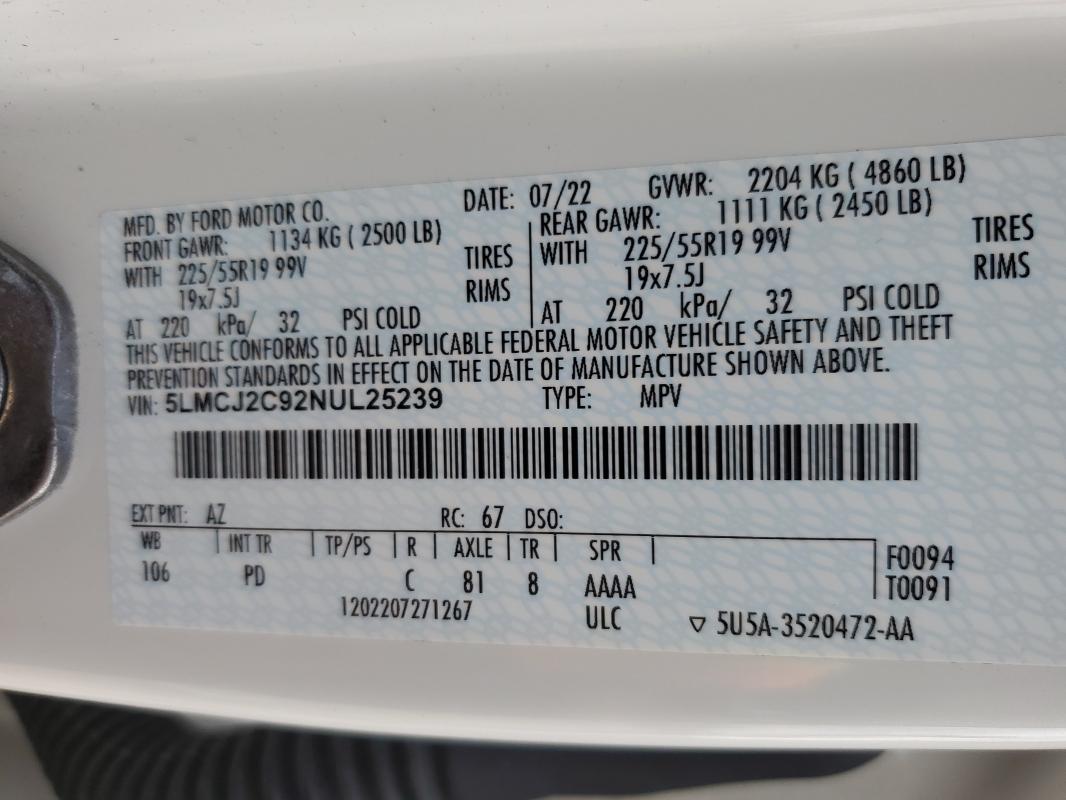 MFD. BY FORD MOTOR CO. DATE: 07/22 GVWR: 2204 KG ( 4860 LB)
FRONT GAWR: 1134 KG ( 2500 LB) REAR GAWR: 1111 KG ( 2450 LB)
WITH 225/55R19 99V TIRES WITH 225/55R19 99V TIRES
19x7.5J RIMS 19x7.5J RIMS
AT 220 kPa/ 32 PSI COLD AT 220 kPa/ 32 PSI COLD
THIS VEHICLE CONFORMS TO ALL APPLICABLE FEDERAL MOTOR VEHICLE SAFETY AND THEFT
PREVENTION STANDARDS IN EFFECT ON THE DATE OF MANUFACTURE SHOWN ABOVE.
VIN: 5LMCJ2C92NUL25239 TYPE: MPV
EXT PNT: AZ RC: 67 DSO:
WB INT TR TP/PS R AXLE TR SPR F0094
106 PD C 81 8 AAAA T0091
1202207271267 ULC ▽ 5U5A-3520472-AA